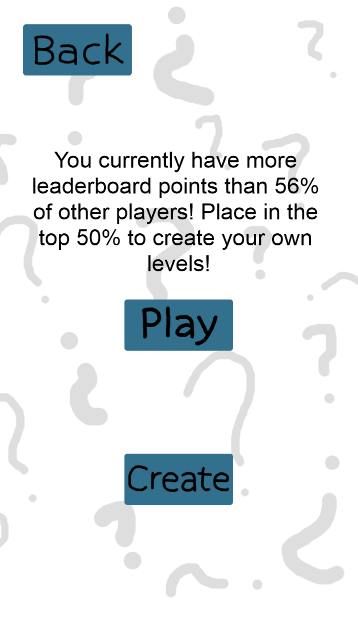 Back
You currently have more
leaderboard points than 56%
of other players! Place in the
top 50% to create your own
levels!
Play
Create